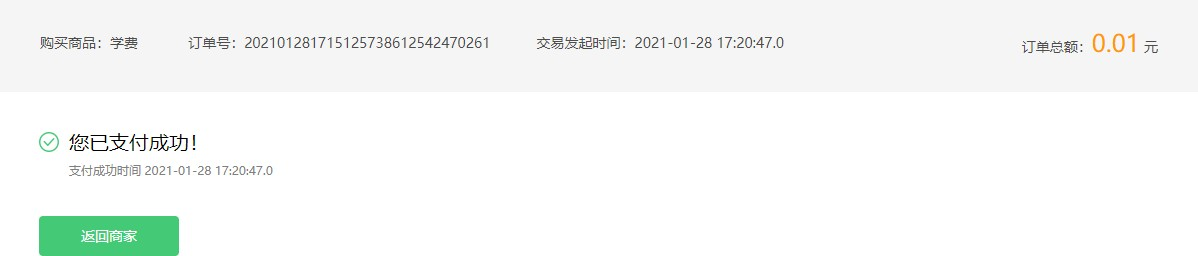 购买商品：学费 订单号：20210128171512573861254247​0261 交易发起时间：2021-01-28 17:20:47.0 订单总额：0.01 元
您已支付成功！
支付成功时间 2021-01-28 17:20:47.0
返回商家